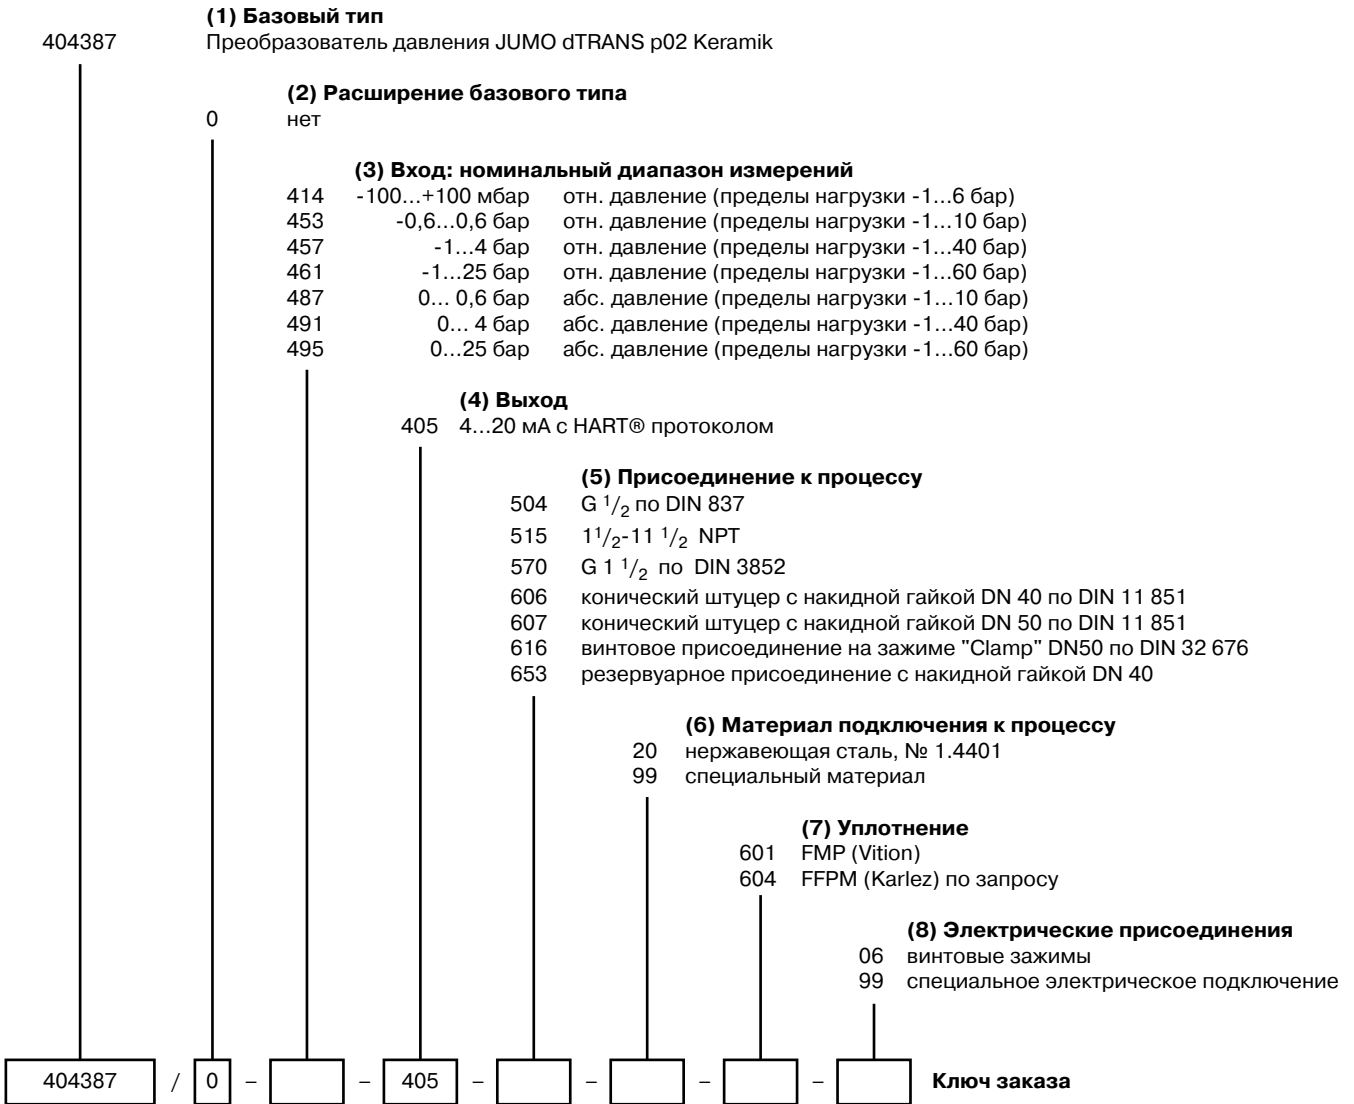 (1) Базовый тип
404387 Преобразователь давления JUMO dTRANS p02 Keramik
(2) Расширение базового типа
0 нет
(3) Вход: номинальный диапазон измерений
414 -100...+100 мбар отн. давление (пределы нагрузки -1...6 бар)
453 -0,6...0,6 бар отн. давление (пределы нагрузки -1...10 бар)
457 -1...4 бар отн. давление (пределы нагрузки -1...40 бар)
461 -1...25 бар отн. давление (пределы нагрузки -1...60 бар)
487 0... 0,6 бар абс. давление (пределы нагрузки -1...10 бар)
491 0... 4 бар абс. давление (пределы нагрузки -1...40 бар)
495 0...25 бар абс. давление (пределы нагрузки -1...60 бар)
(4) Выход
405 4...20 мА с HART® протоколом
(5) Присоединение к процессу
504 G 1/2 по DIN 837
515 11/2-11 1/2 NPT
570 G 1 1/2 по DIN 3852
606 конический штуцер с накидной гайкой DN 40 по DIN 11 851
607 конический штуцер с накидной гайкой DN 50 по DIN 11 851
616 винтовое присоединение на зажиме "Clamp" DN50 по DIN 32 676
653 резервуарное присоединение с накидной гайкой DN 40
(6) Материал подключения к процессу
20 нержавеющая сталь, № 1.4401
99 специальный материал
(7) Уплотнение
601 FMP (Vition)
604 FFPM (Karlez) по запросу
(8) Электрические присоединения
06 винтовые зажимы
99 специальное электрическое подключение
404387 / 0 – – 405 – – – – Ключ заказа